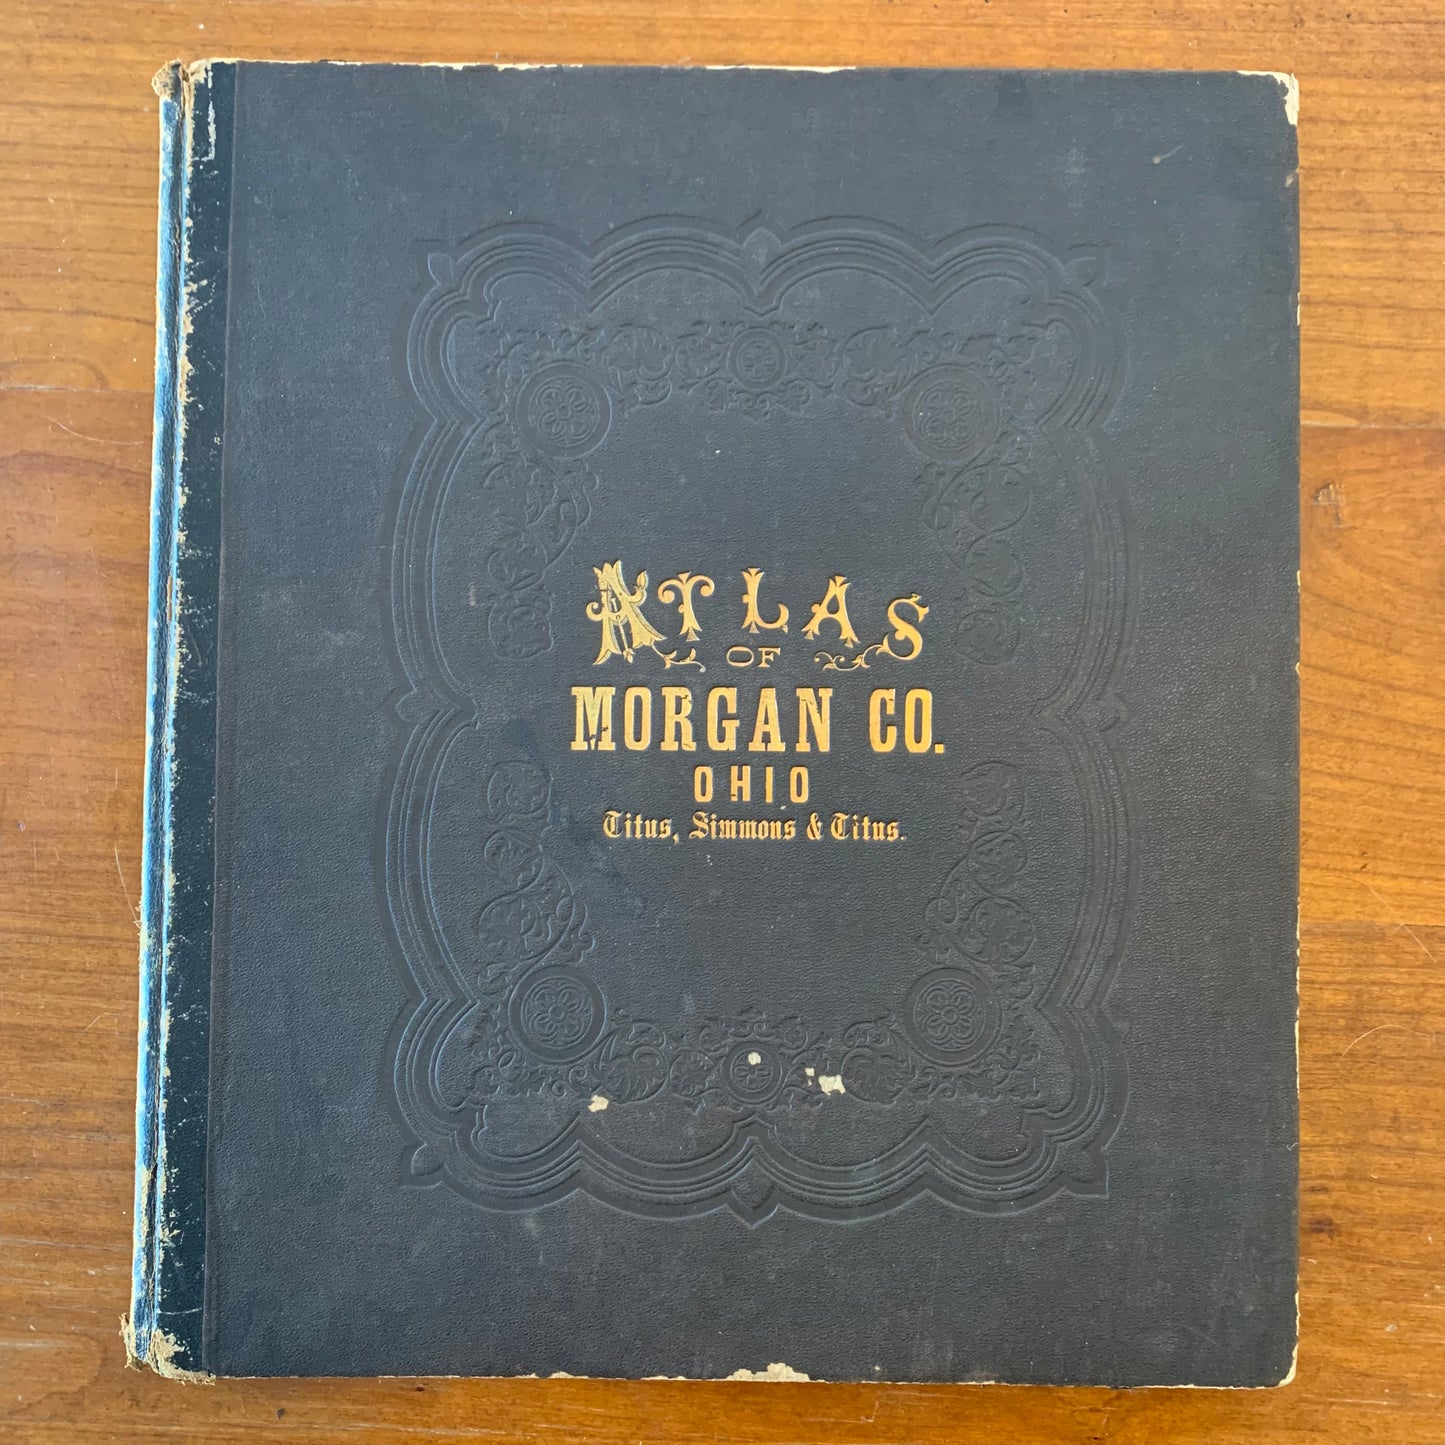 ATLAS
OF
MORGAN CO.
OHIO
Titus, Simmons & Titus.